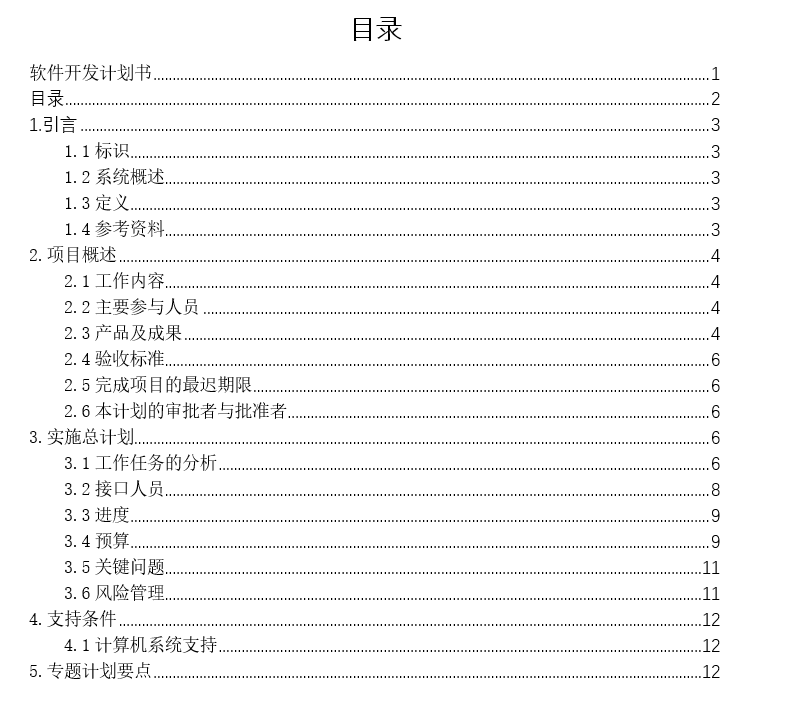 目录
软件开发计划书........................1
目录........................2
1.引言........................3
1.1 标识........................3
1.2 系统概述........................3
1.3 定义........................3
1.4 参考资料........................3
2. 项目概述........................4
2.1 工作内容........................4
2.2 主要参与人员........................4
2.3 产品及成果........................4
2.4 验收标准........................6
2.5 完成项目的最迟期限........................6
2.6 本计划的审批者与批准者........................6
3. 实施总计划........................6
3.1 工作任务的分析........................6
3.2 接口人员........................8
3.3 进度........................9
3.4 预算........................9
3.5 关键问题........................11
3.6 风险管理........................11
4. 支持条件........................12
4.1 计算机系统支持........................12
5. 专题计划要点........................12